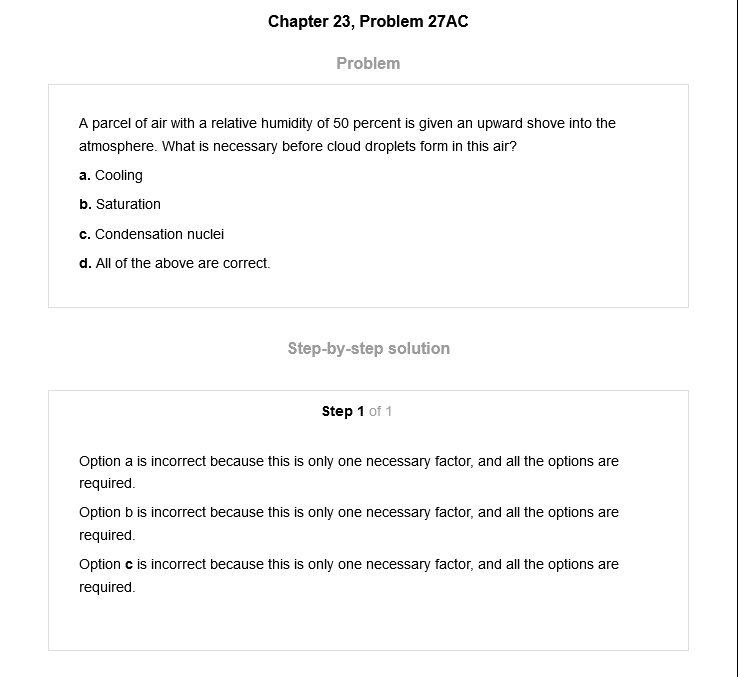 Chapter 23, Problem 27AC
Problem
A parcel of air with a relative humidity of 50 percent is given an upward shove into the
atmosphere. What is necessary before cloud droplets form in this air?
a. Cooling
b. Saturation
c. Condensation nuclei
d. All of the above are correct.
Step-by-step solution
Step 1 of 1
Option a is incorrect because this is only one necessary factor, and all the options are
required.
Option b is incorrect because this is only one necessary factor, and all the options are
required.
Option c is incorrect because this is only one necessary factor, and all the options are
required.